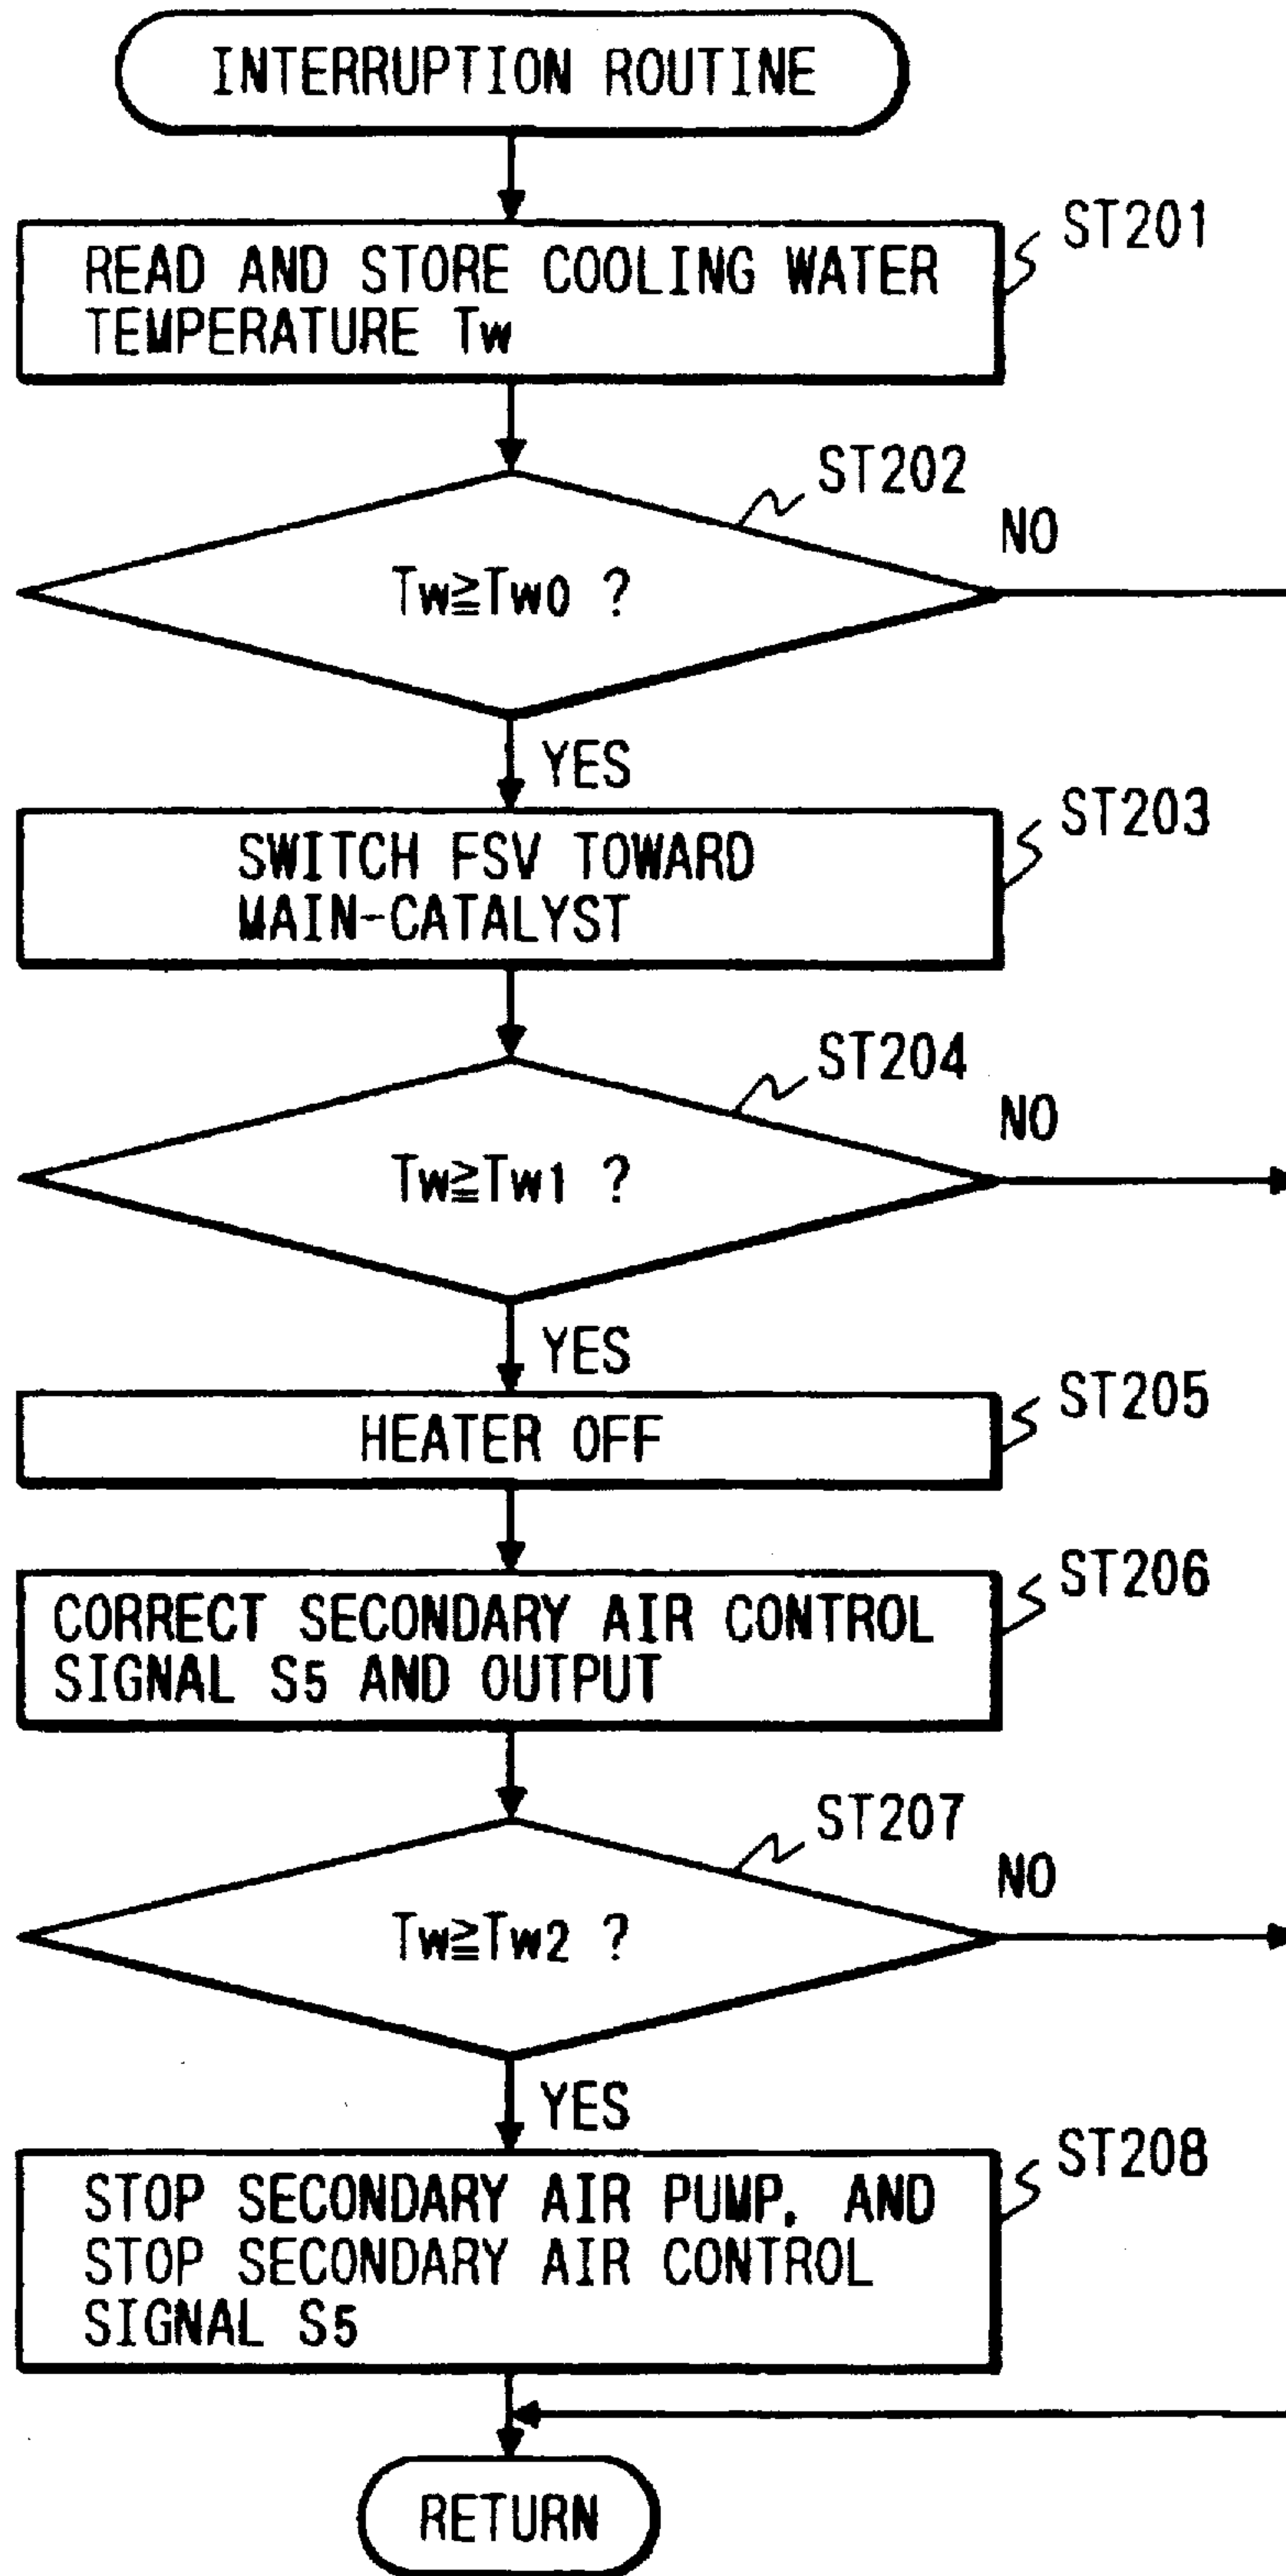 INTERRUPTION ROUTINE
ST201
READ AND STORE COOLING WATER
TEMPERATURE Tw
ST202
NO
Tw≧Tw0 ?
YES
ST203
SWITCH FSV TOWARD
MAIN-CATALYST
ST204
NO
Tw≧Tw1 ?
YES
ST205
HEATER OFF
ST206
CORRECT SECONDARY AIR CONTROL
SIGNAL S5 AND OUTPUT
ST207
NO
Tw≧Tw2 ?
YES
ST208
STOP SECONDARY AIR PUMP, AND
STOP SECONDARY AIR CONTROL
SIGNAL S5
RETURN